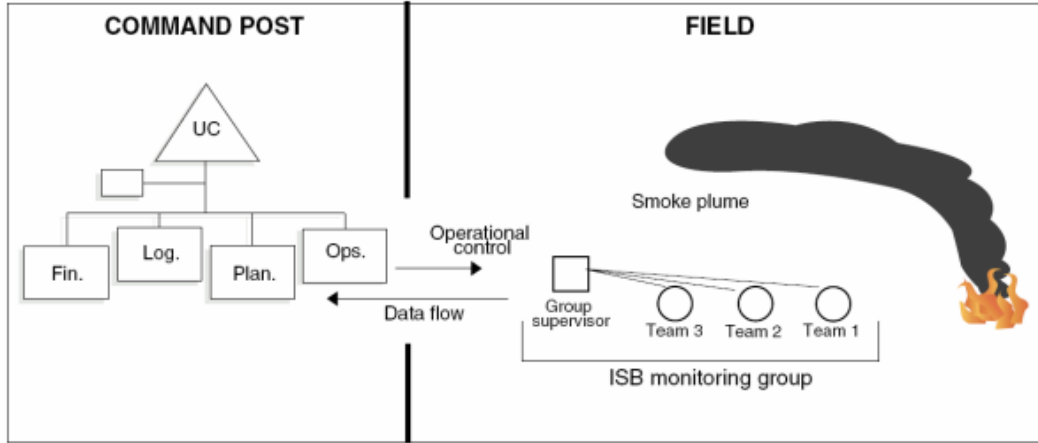 COMMAND POST
FIELD
UC
Fin.
Log.
Plan.
Ops.
Operational
control
Data flow
Smoke plume
Group
supervisor
Team 3
Team 2
Team 1
ISB monitoring group